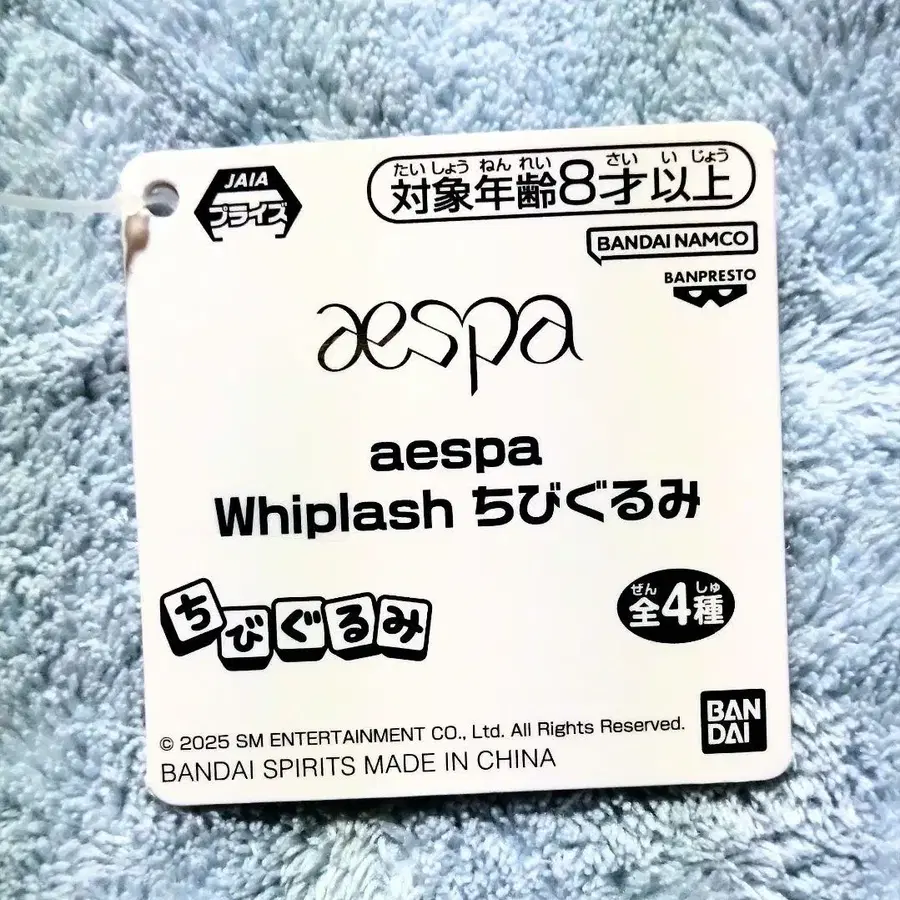 JAIA
プライズ
たいしょうねんれい さい いじょう
対象年齢8才以上
BANDAI NAMCO
BANPRESTO
aespa
aespa
Whiplash ちびぐるみ
ちびぐるみ
ぜん しゅ
全4種
© 2025 SM ENTERTAINMENT CO., Ltd. All Rights Reserved.
BANDAI SPIRITS MADE IN CHINA
BAN
DAI